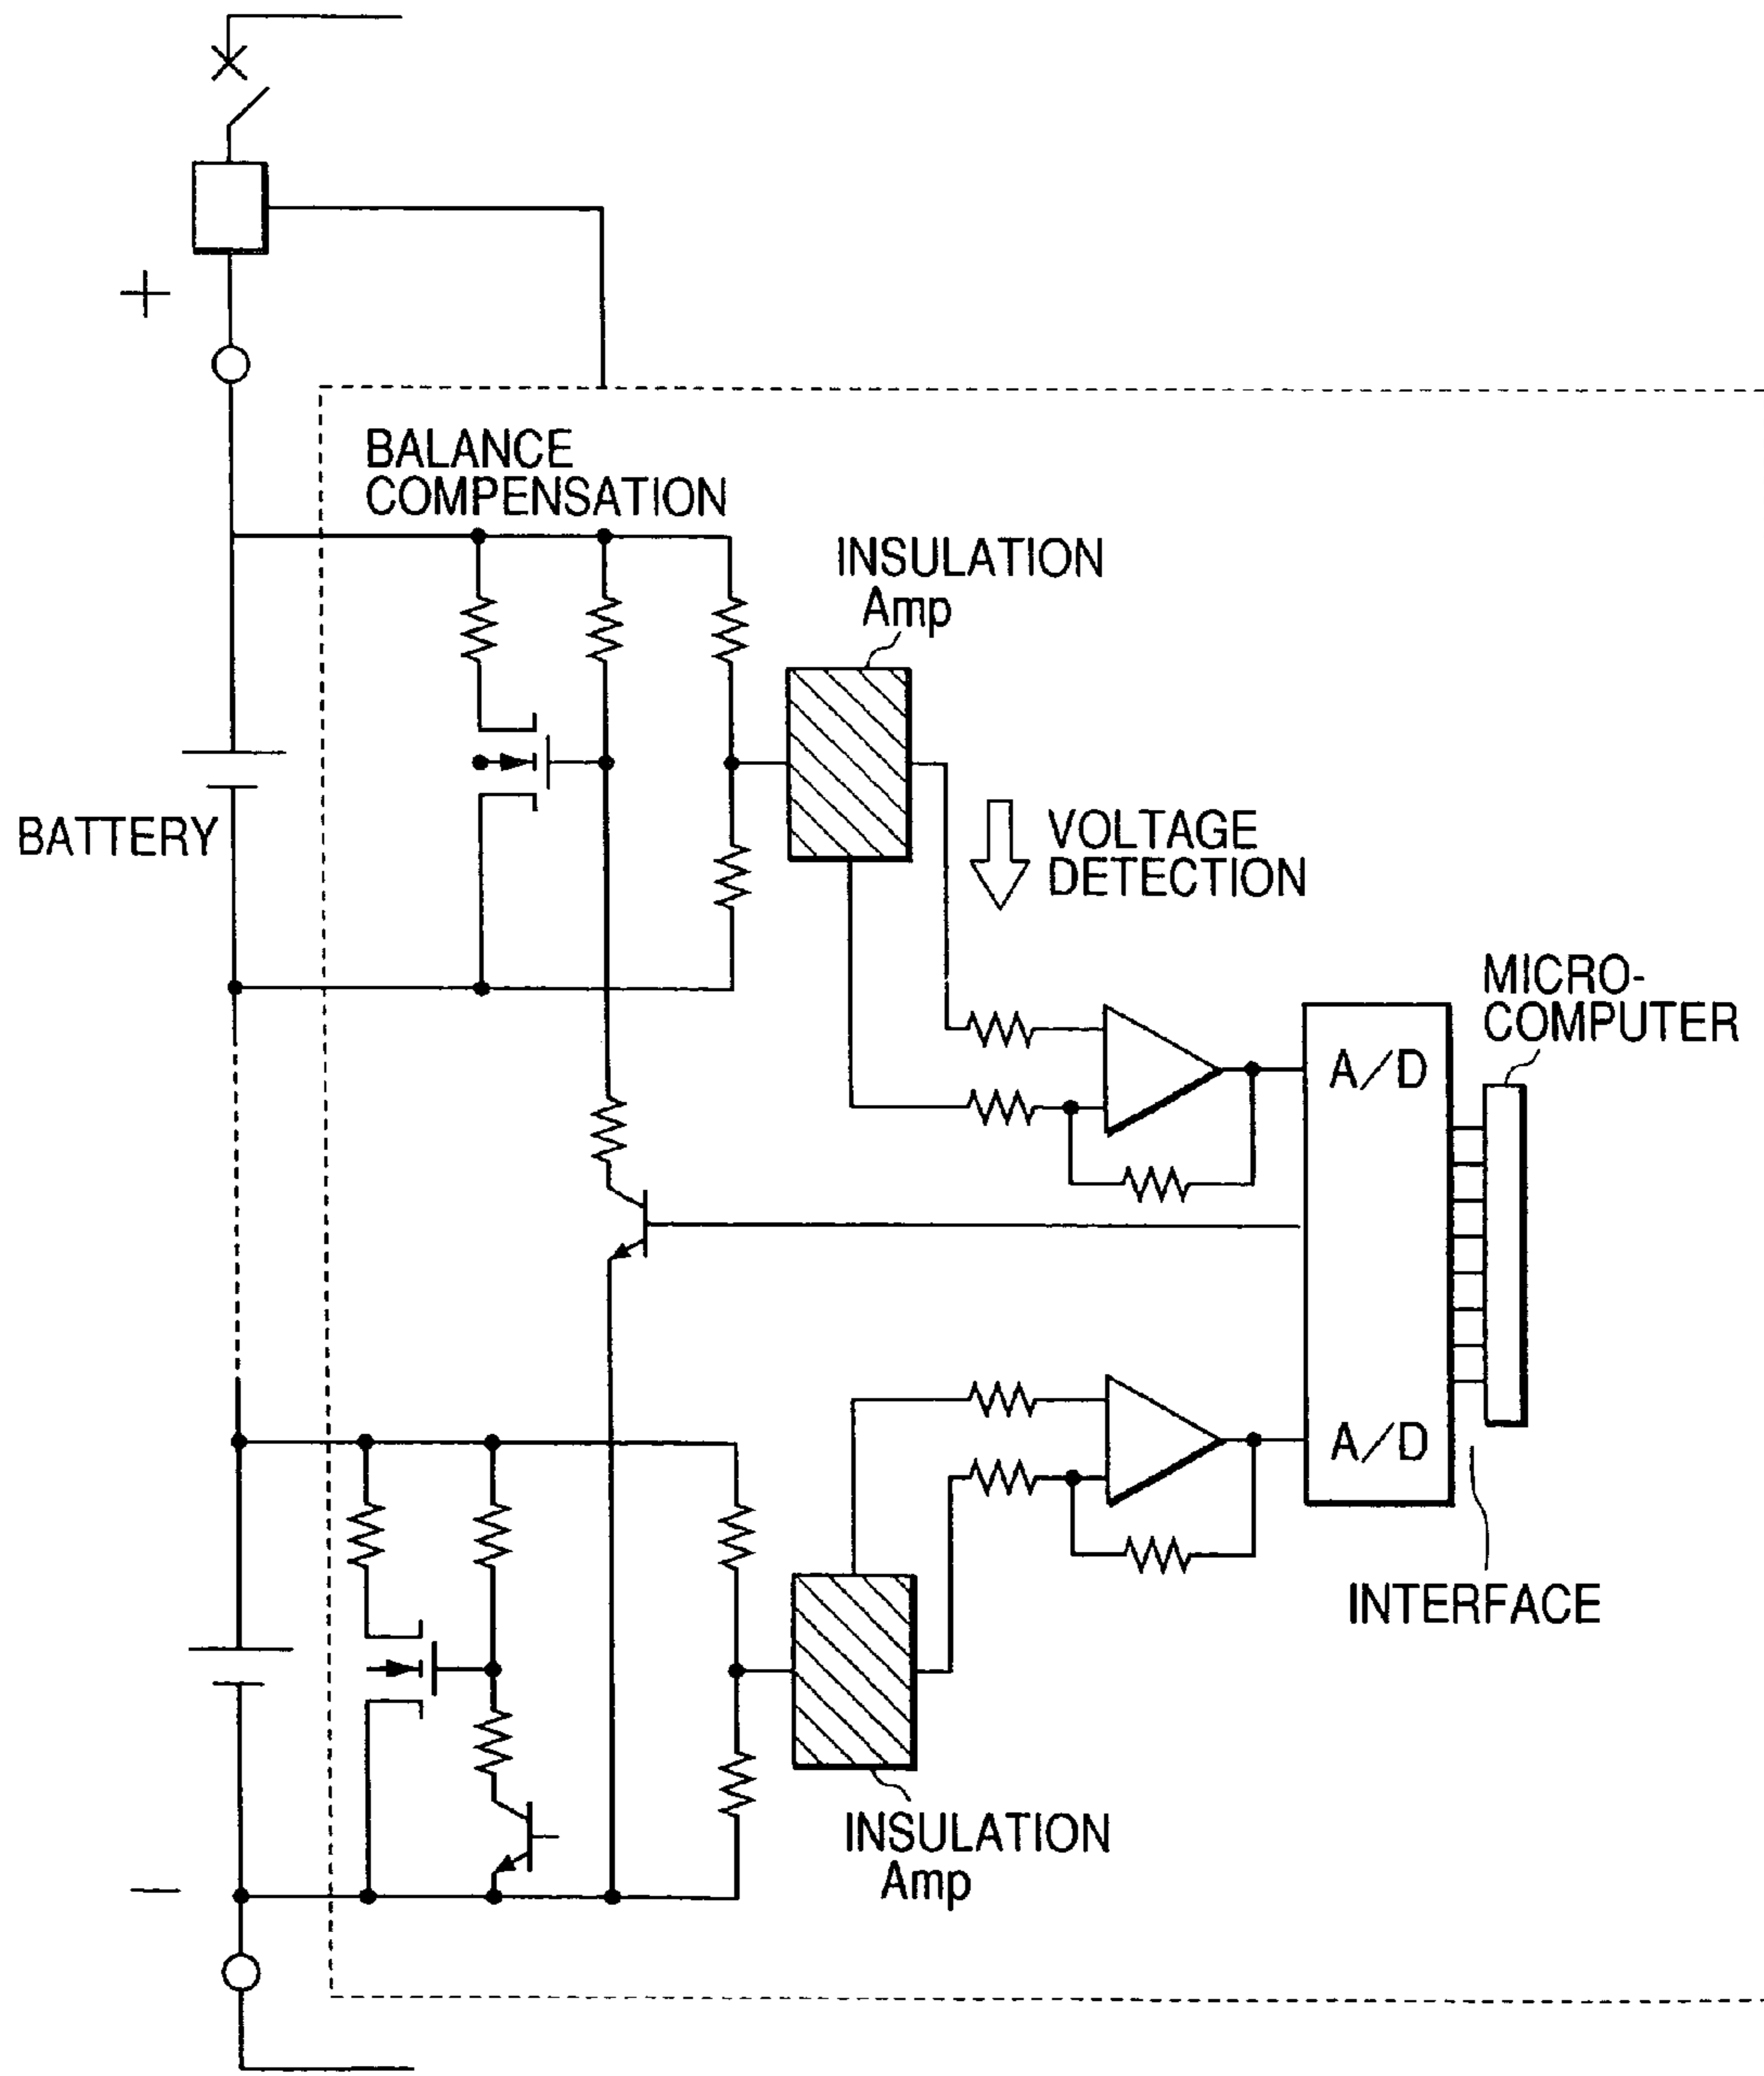 +
BALANCE
COMPENSATION
INSULATION
Amp
BATTERY
VOLTAGE
DETECTION
MICRO-
COMPUTER
A/D
A/D
INTERFACE
INSULATION
Amp
—